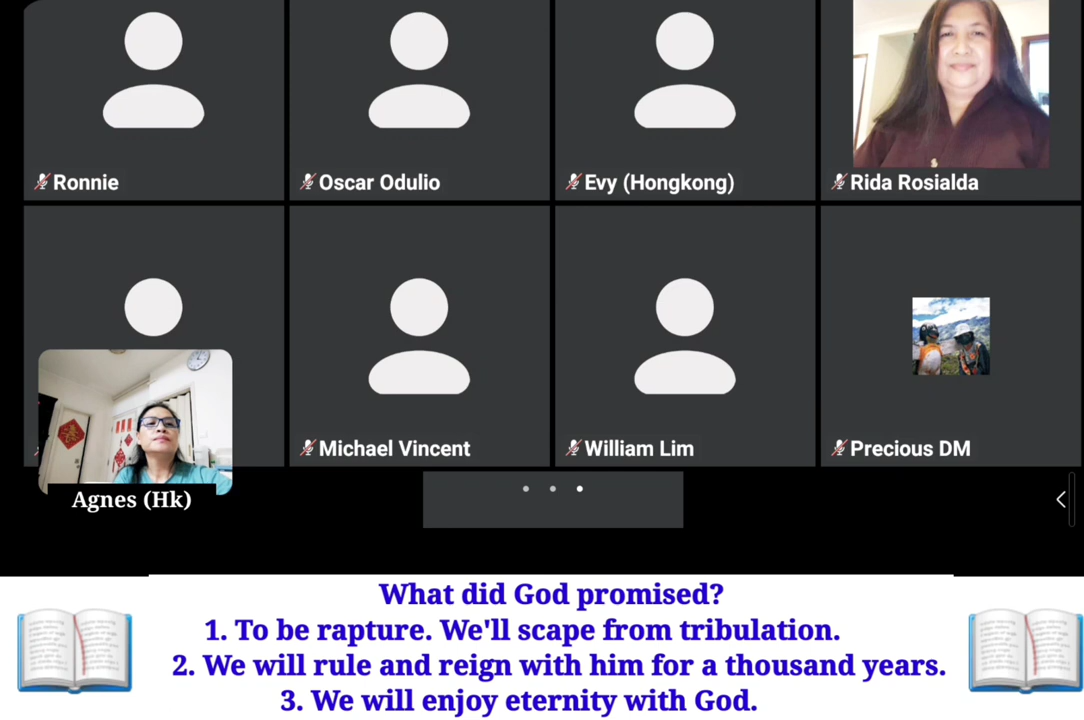 Ronnie
Oscar Odulio
Evy (Hongkong)
Rida Rosialda
Michael Vincent
William Lim
Precious DM
Agnes (Hk)
What did God promised?
1. To be rapture. We'll scape from tribulation.
2. We will rule and reign with him for a thousand years.
3. We will enjoy eternity with God.